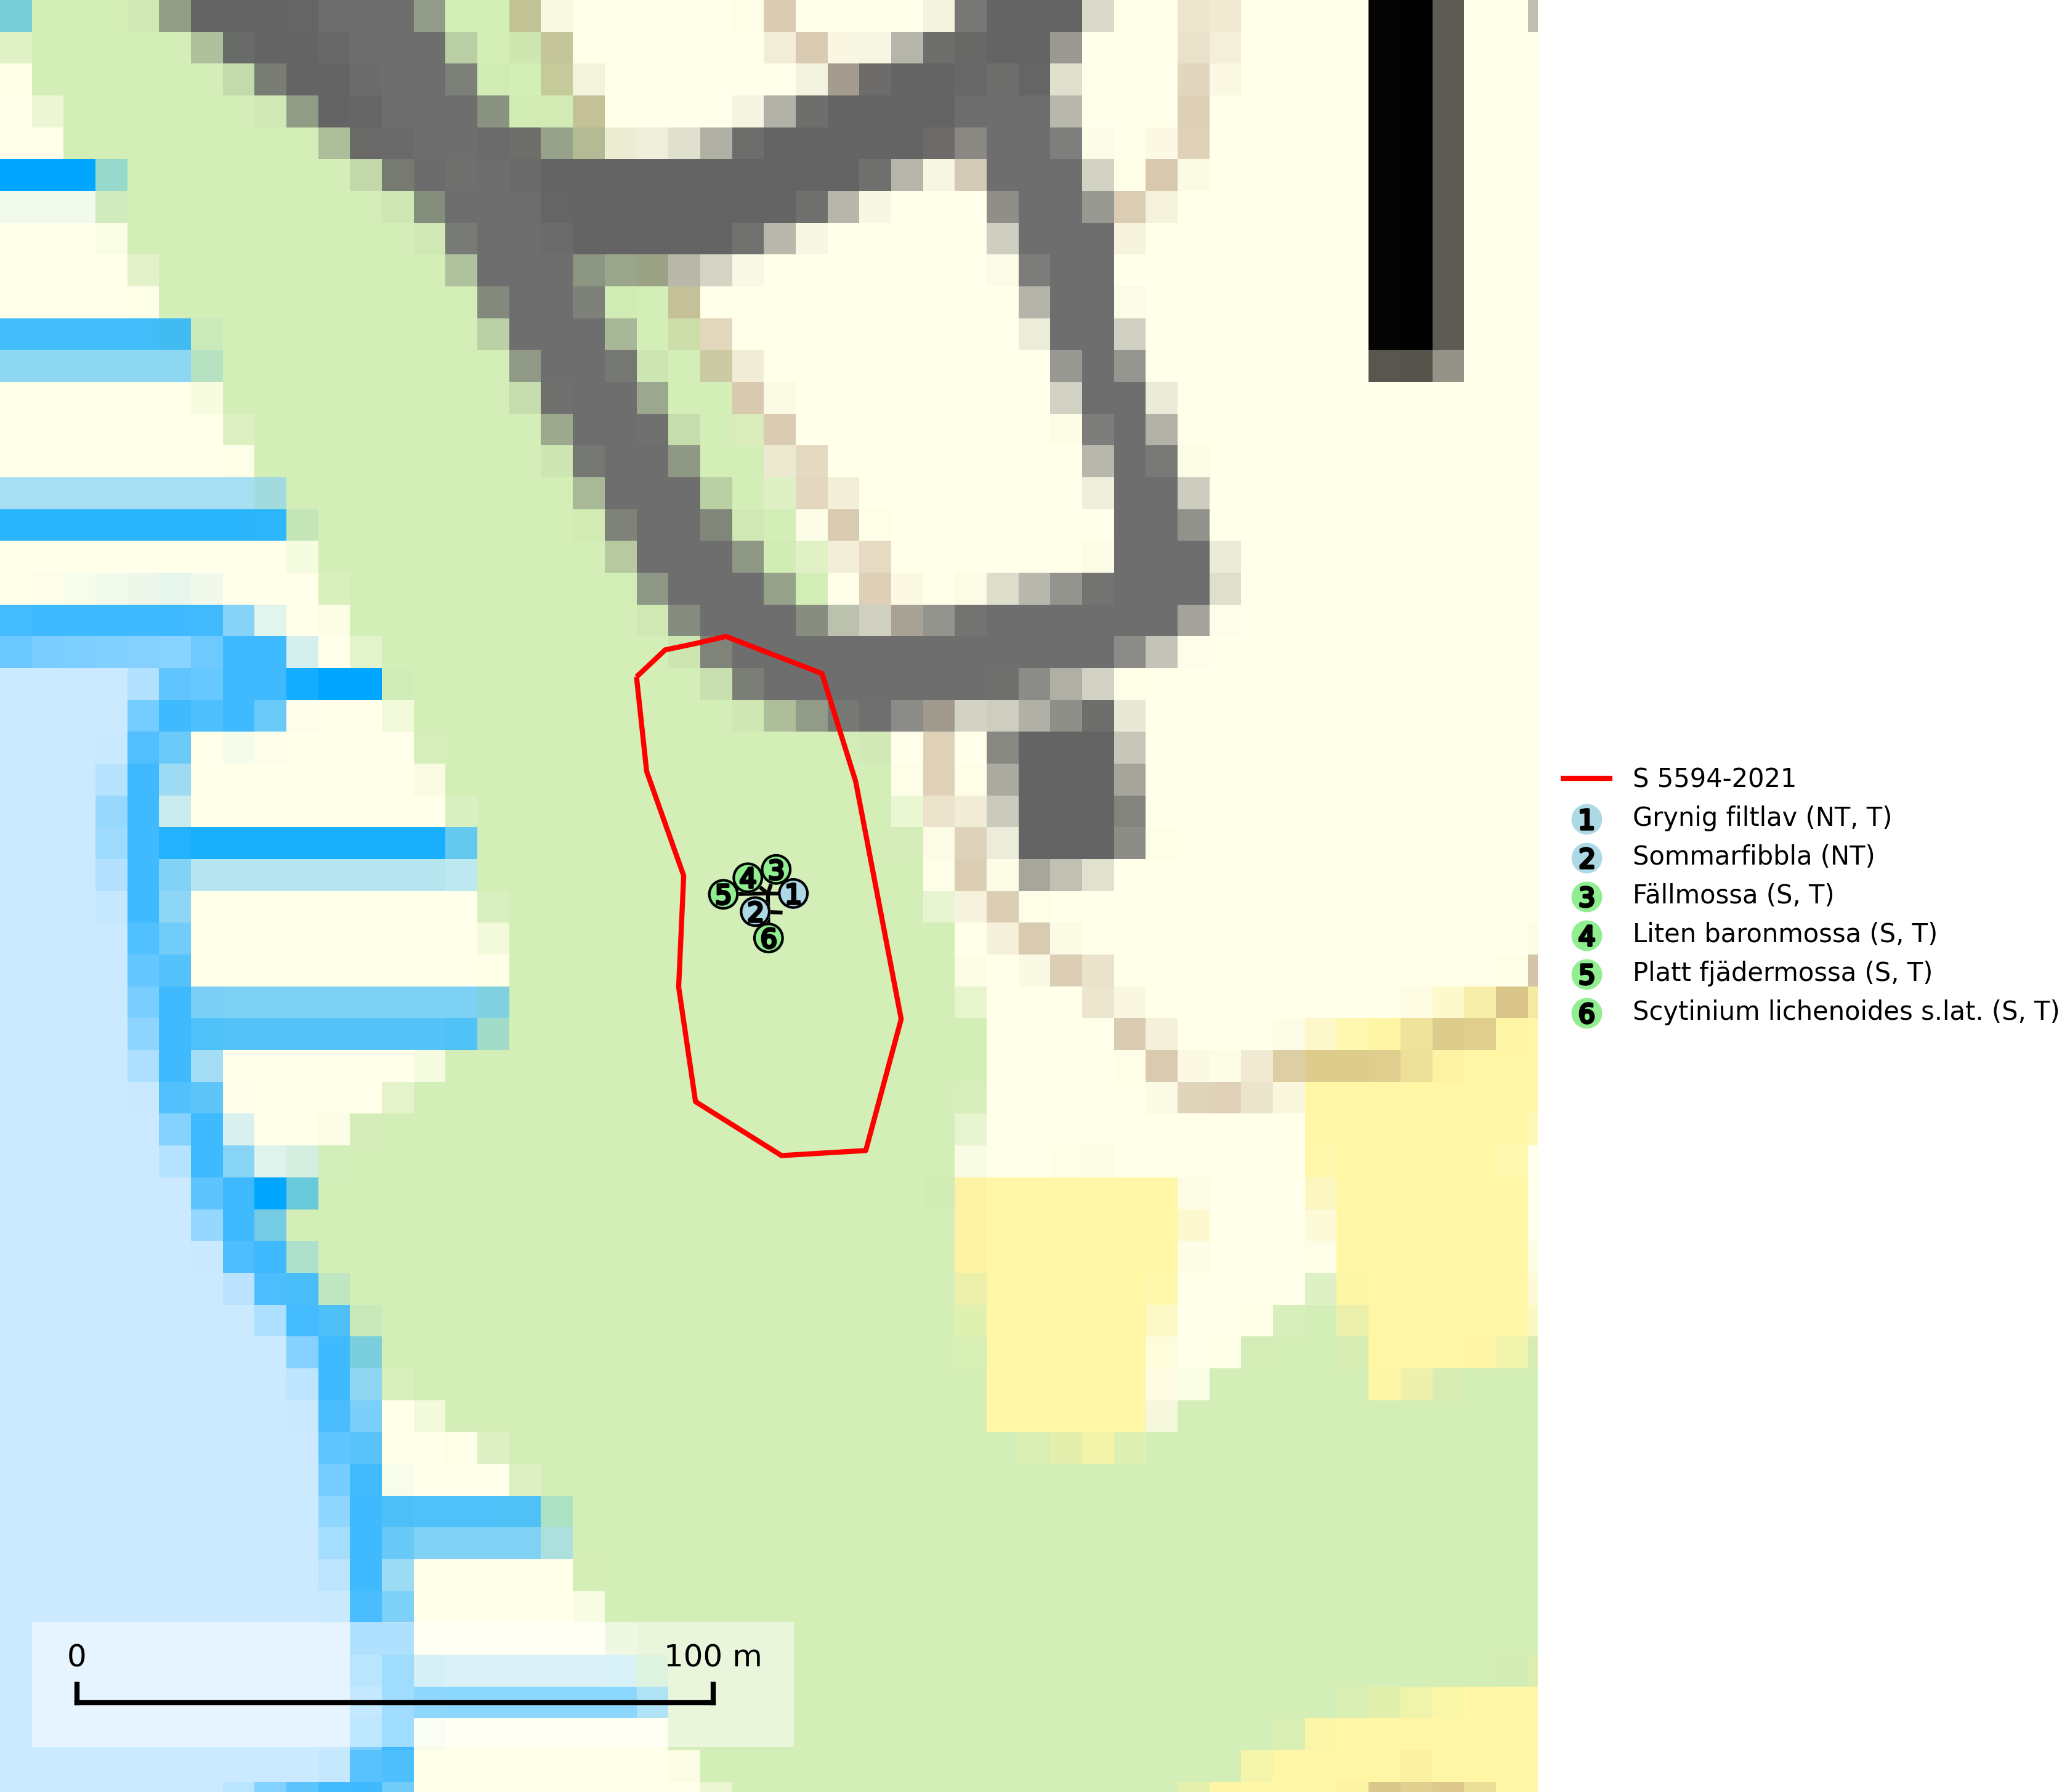 3
4
5
1
2
6
S 5594-2021
1 Grynig filtlav (NT, T)
2 Sommarfibbla (NT)
3 Fällmossa (S, T)
4 Liten baronmossa (S, T)
5 Platt fjädermossa (S, T)
6 Scytinium lichenoides s.lat. (S, T)
0 100 m